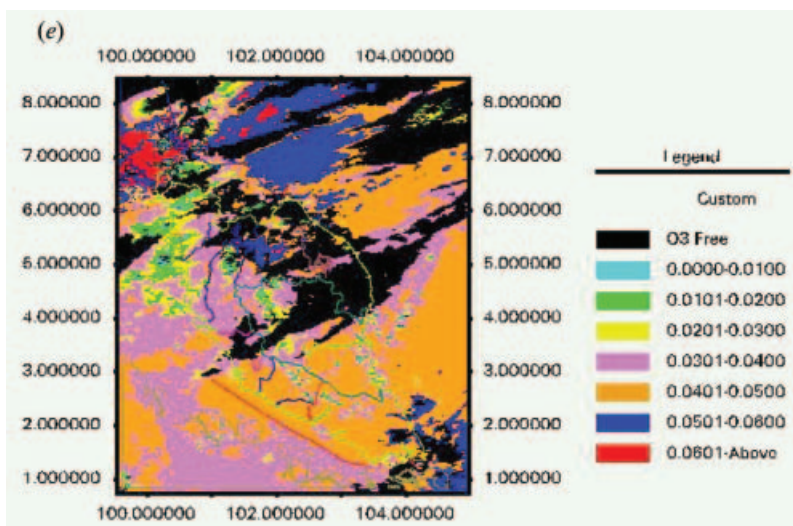 (e)
100.000000 102.000000 104.000000
8.000000 8.000000
7.000000 7.000000
6.000000 6.000000
5.000000 5.000000
4.000000 4.000000
3.000000 3.000000
2.000000 2.000000
1.000000 1.000000
100.000000 102.000000 104.000000
Legend
Custom
O3 Free
0.0000-0.0100
0.0101-0.0200
0.0201-0.0300
0.0301-0.0400
0.0401-0.0500
0.0501-0.0600
0.0601-Above